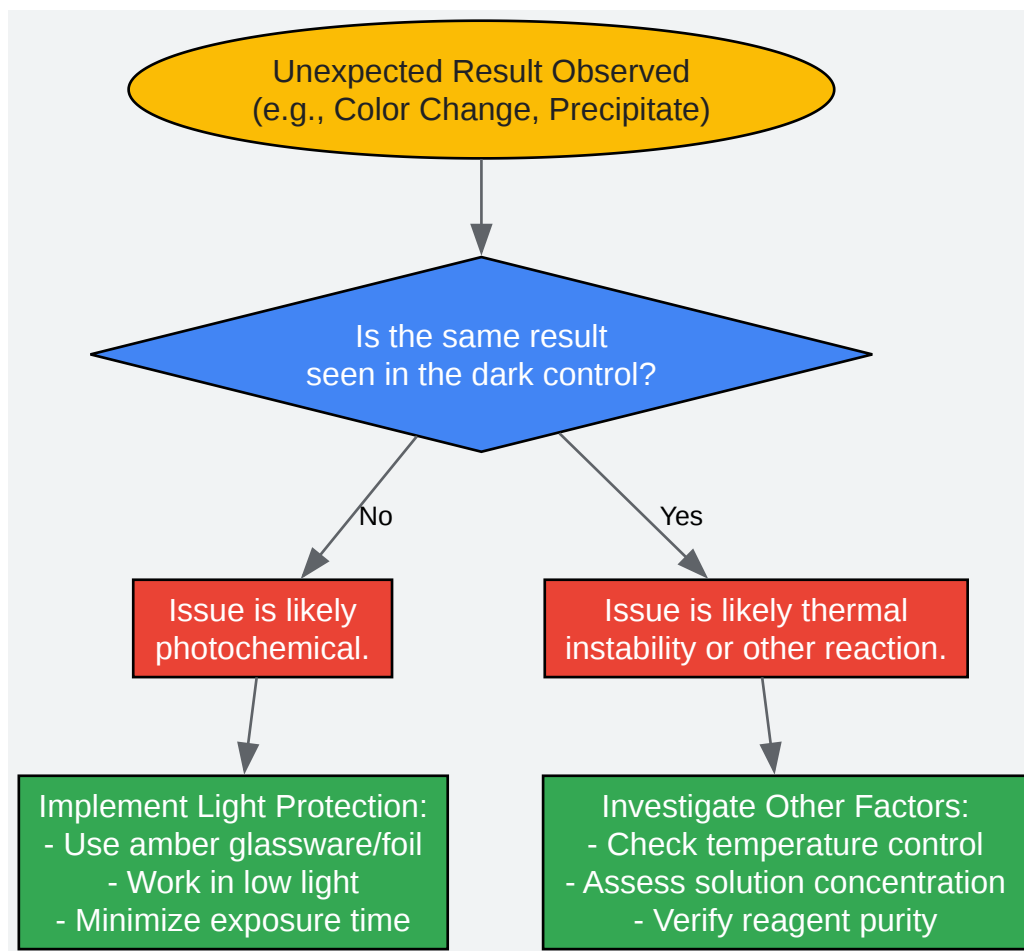 Unexpected Result Observed
(e.g., Color Change, Precipitate)
Is the same result
seen in the dark control?
No
Yes
Issue is likely
photochemical.
Issue is likely thermal
instability or other reaction.
Implement Light Protection:
- Use amber glassware/foil
- Work in low light
- Minimize exposure time
Investigate Other Factors:
- Check temperature control
- Assess solution concentration
- Verify reagent purity